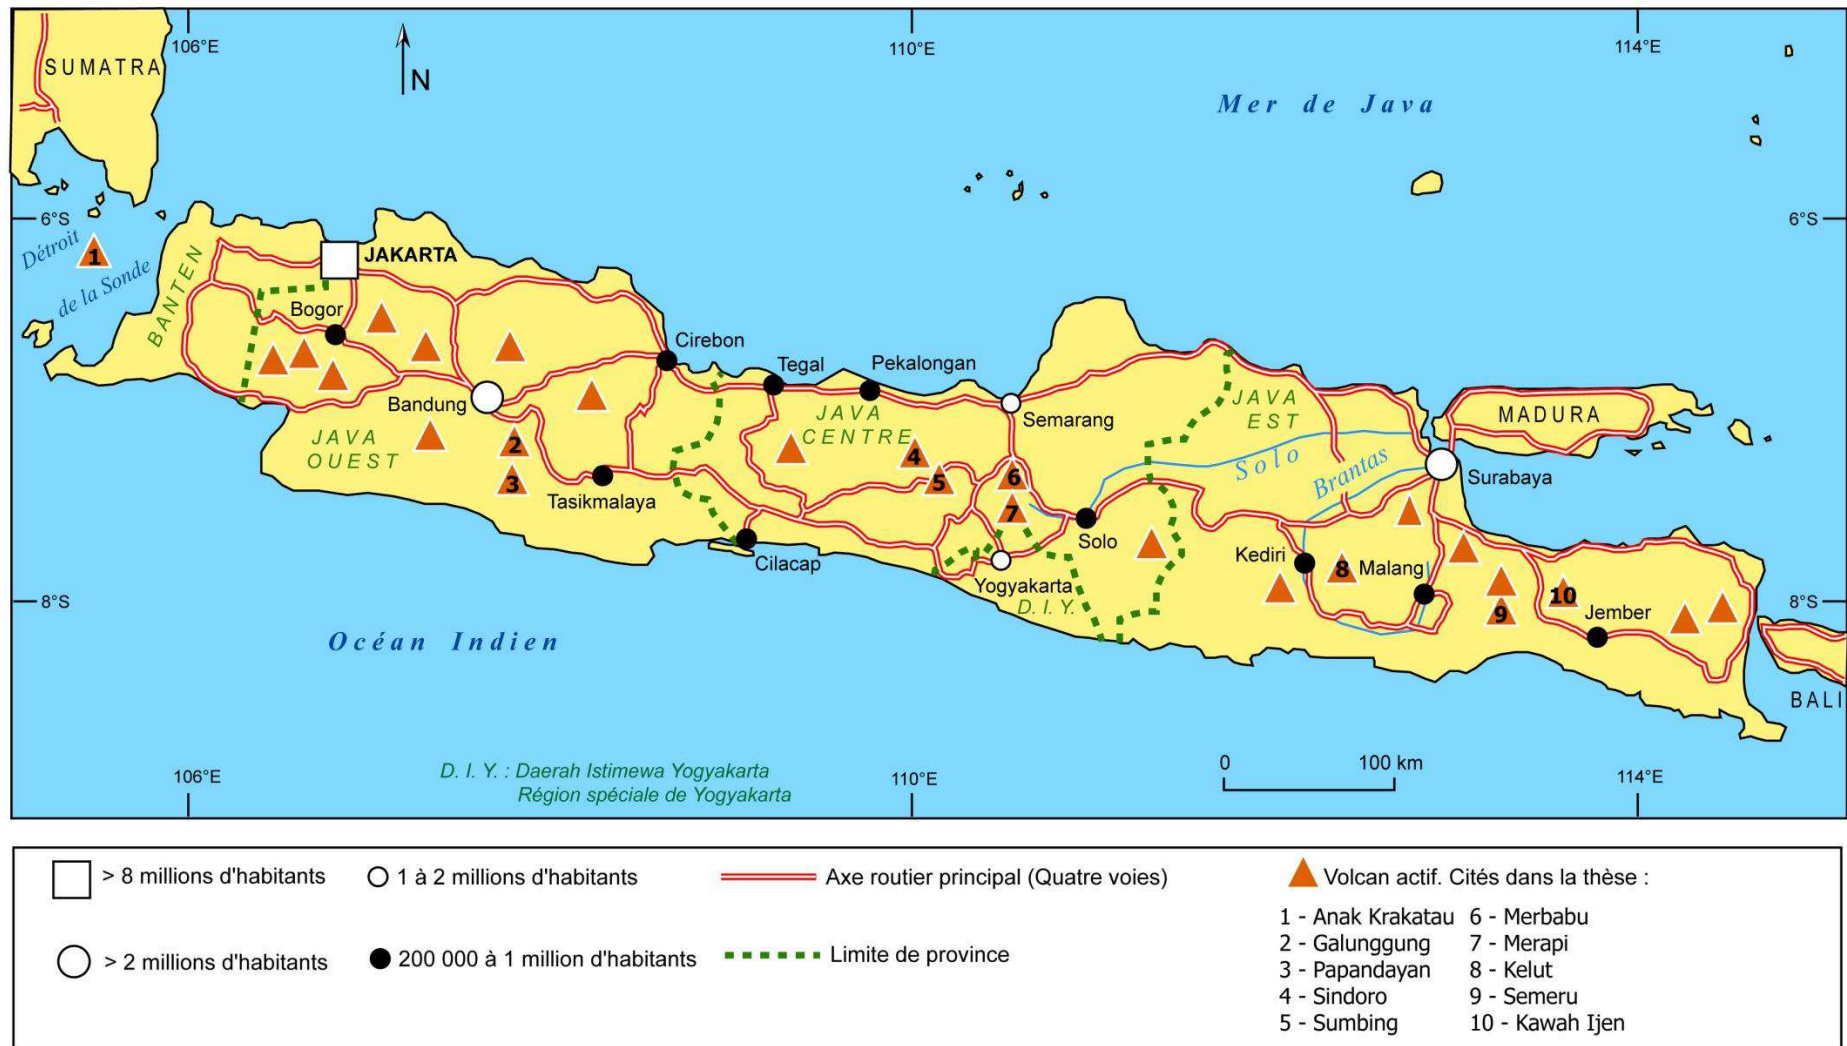 106°E
110°E
114°E
SUMATRA
N
Mer de Java
6°S
6°S
Détroit
de la Sonde
1
BANTEN
JAKARTA
Bogor
Cirebon
Tegal
Pekalongan
Bandung
JAVA
CENTRE
Semarang
JAVA
EST
MADURA
JAVA
OUEST
2
3
Tasikmalaya
4
5
6
7
Solo
Brantas
Surabaya
Cilacap
Solo
Yogyakarta
D. I. Y.
Kediri
8
Malang
9
10
Jember
8°S
8°S
Océan Indien
BALI
106°E
110°E
114°E
D. I. Y. : Daerah Istimewa Yogyakarta
Région spéciale de Yogyakarta
0 100 km
> 8 millions d'habitants
1 à 2 millions d'habitants
Axe routier principal (Quatre voies)
Volcan actif. Cités dans la thèse :
> 2 millions d'habitants
200 000 à 1 million d'habitants
Limite de province
1 - Anak Krakatau
2 - Galunggung
3 - Papandayan
4 - Sindoro
5 - Sumbing
6 - Merbabu
7 - Merapi
8 - Kelut
9 - Semeru
10 - Kawah Ijen